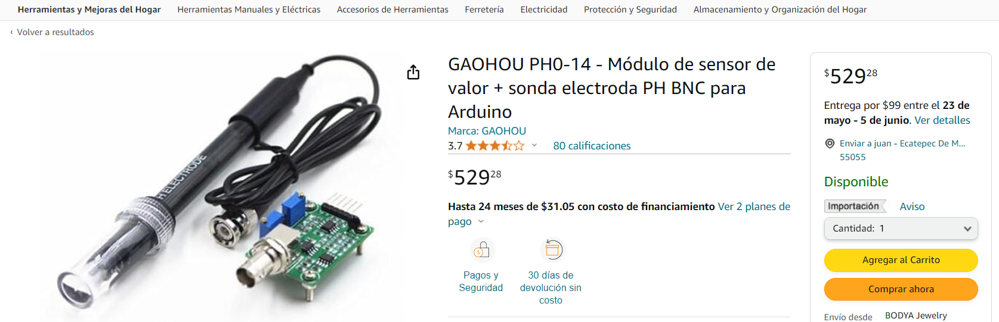 Herramientas y Mejoras del Hogar Herramientas Manuales y Eléctricas Accesorios de Herramientas Ferretería Electricidad Protección y Seguridad Almacenamiento y Organización del Hogar
‹ Volver a resultados
H ELECTRODE
GAOHOU PH0-14 - Módulo de sensor de
valor + sonda electroda PH BNC para
Arduino
Marca: GAOHOU
3.7 80 calificaciones
$529.28
Hasta 24 meses de $31.05 con costo de financiamiento Ver 2 planes de
pago
Pagos y
Seguridad
30 días de
devolución sin
costo
$529.28
Entrega por $99 entre el 23 de
mayo - 5 de junio. Ver detalles
Enviar a juan - Ecatepec De M...
55055
Disponible
Importación Aviso
Cantidad: 1
Agregar al Carrito
Comprar ahora
Envío desde BODYA Jewelry